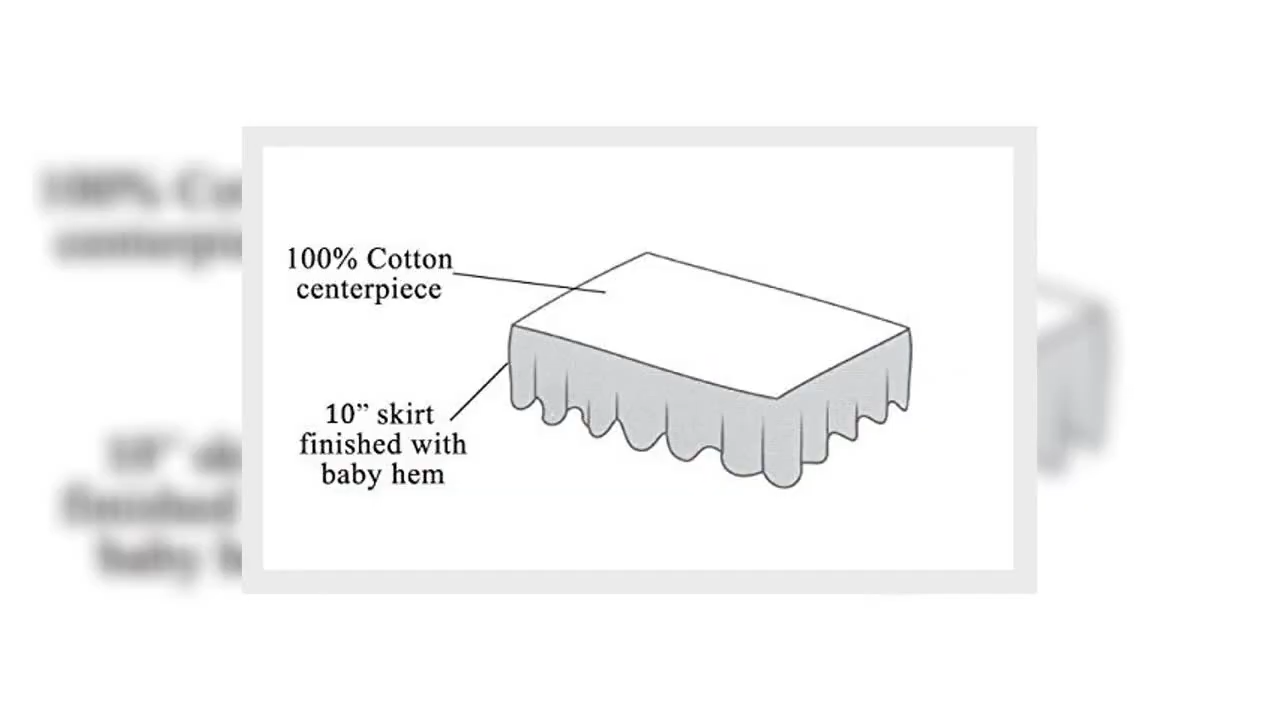 100% Cotton
centerpiece
10” skirt
finished with
baby hem